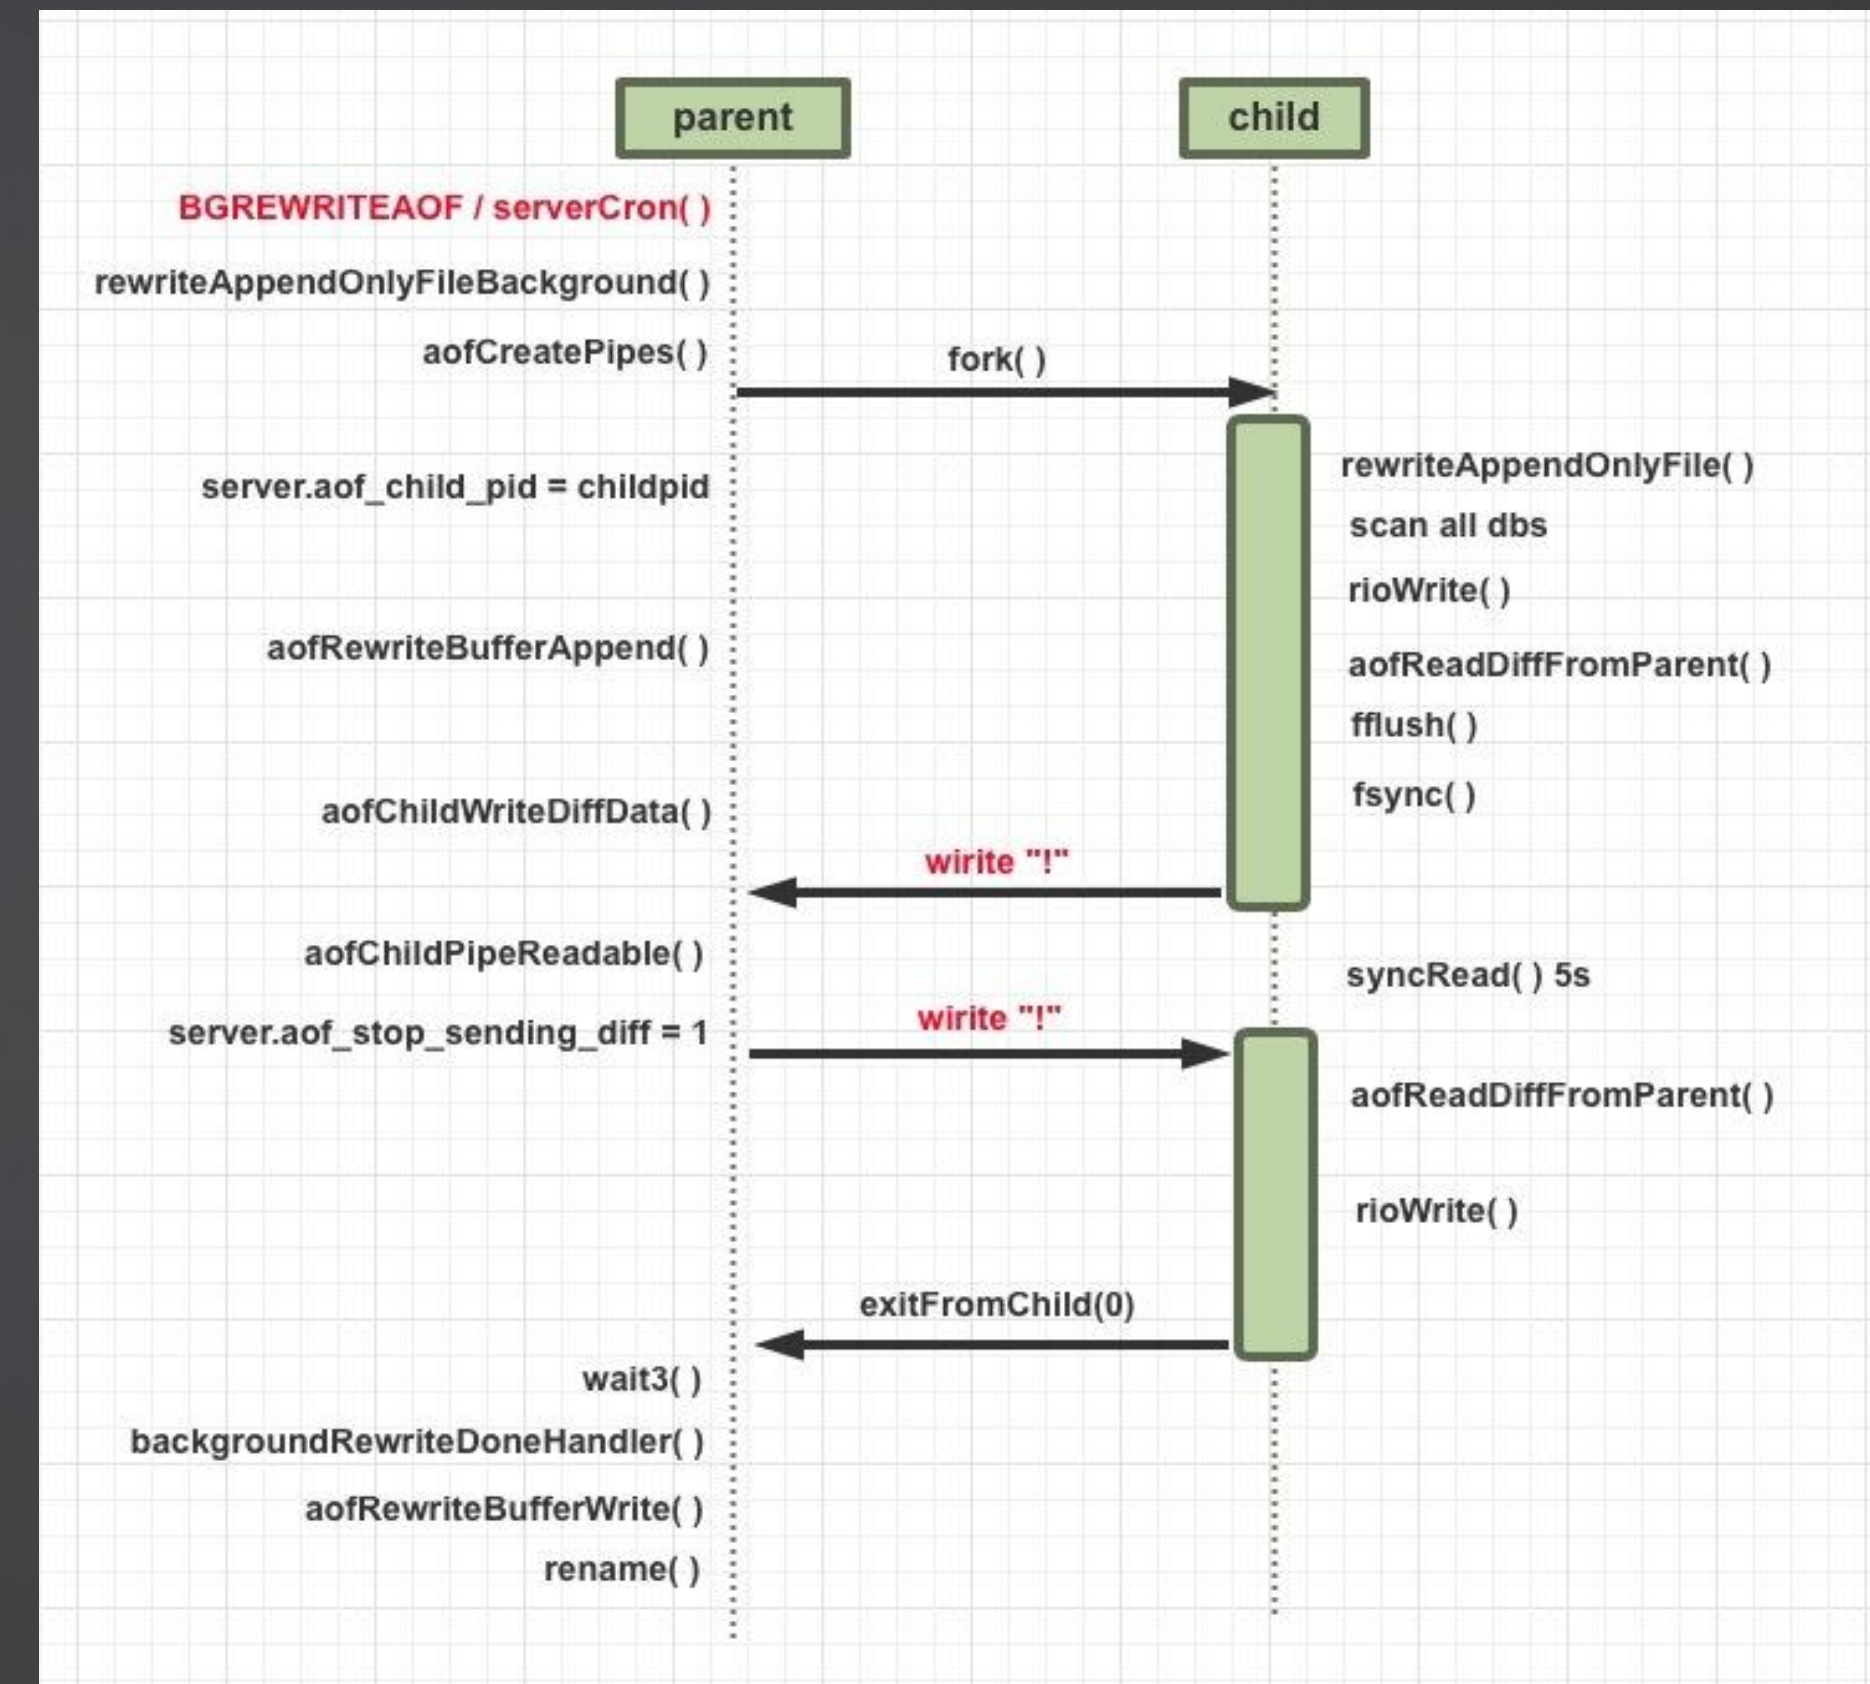 parent
child
BGREWRITEAOF / serverCron( )
rewriteAppendOnlyFileBackground( )
aofCreatePipes( )
fork( )
rewriteAppendOnlyFile( )
server.aof_child_pid = childpid
scan all dbs
rioWrite( )
aofRewriteBufferAppend( )
aofReadDiffFromParent( )
fflush( )
fsync( )
aofChildWriteDiffData( )
wirite "!"
aofChildPipeReadable( )
syncRead( ) 5s
wirite "!"
server.aof_stop_sending_diff = 1
aofReadDiffFromParent( )
rioWrite( )
exitFromChild(0)
wait3( )
backgroundRewriteDoneHandler( )
aofRewriteBufferWrite( )
rename( )